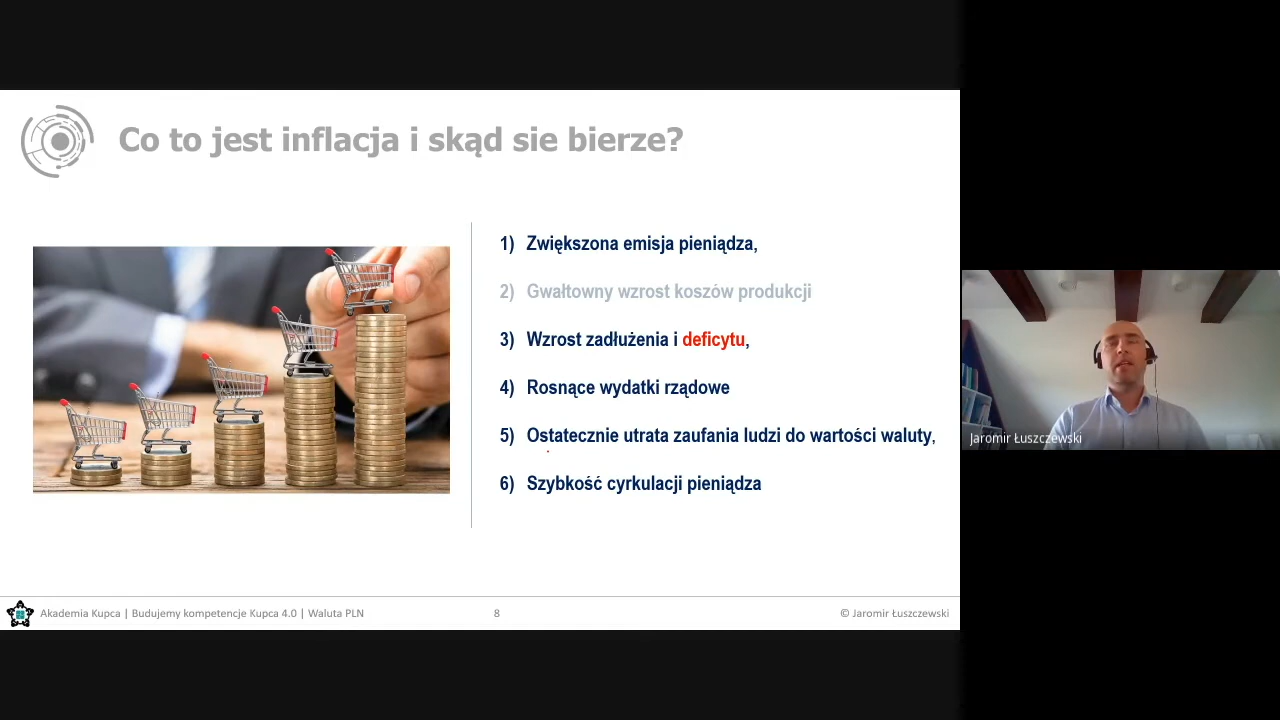 Co to jest inflacja i skąd sie bierze?
1) Zwiększona emisja pieniądza,
2) Gwałtowny wzrost koszów produkcji
3) Wzrost zadłużenia i deficytu,
4) Rosnące wydatki rządowe
5) Ostatecznie utrata zaufania ludzi do wartości waluty,
6) Szybkość cyrkulacji pieniądza
Jaromir Łuszczewski
Akademia Kupca | Budujemy kompetencje Kupca 4.0 | Waluta PLN
8
© Jaromir Łuszczewski